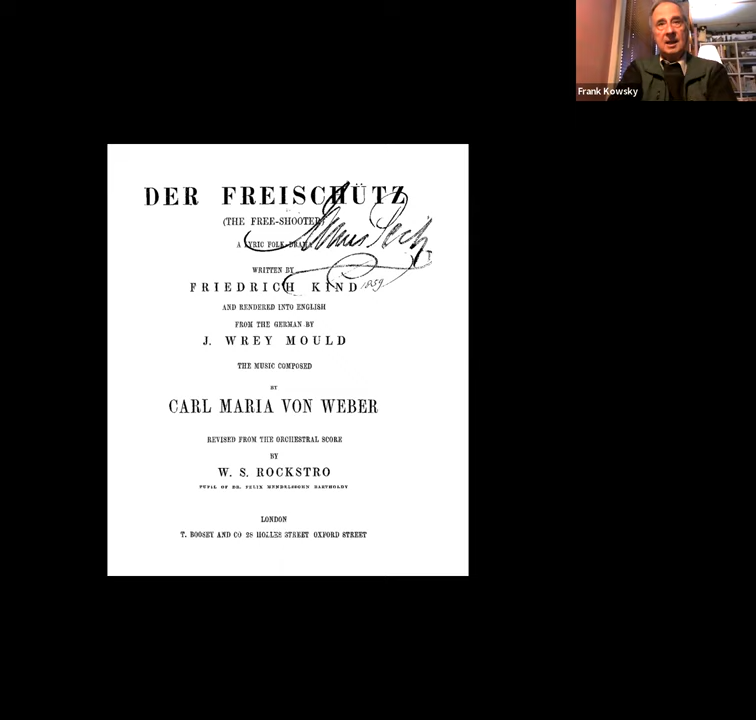 Frank Kowsky
DER FREISCHÜTZ
(THE FREE-SHOOTER)
A LYRIC FOLK-DRAMA
WRITTEN BY
FRIEDRICH KIND
1859
AND RENDERED INTO ENGLISH
FROM THE GERMAN BY
J. WREY MOULD
THE MUSIC COMPOSED
BY
CARL MARIA VON WEBER
REVISED FROM THE ORCHESTRAL SCORE
BY
W. S. ROCKSTRO
PUPIL OF DR. FELIX MENDELSSOHN BARTHOLDY
LONDON
T. BOOSEY AND CO 28 HOLLES STREET OXFORD STREET